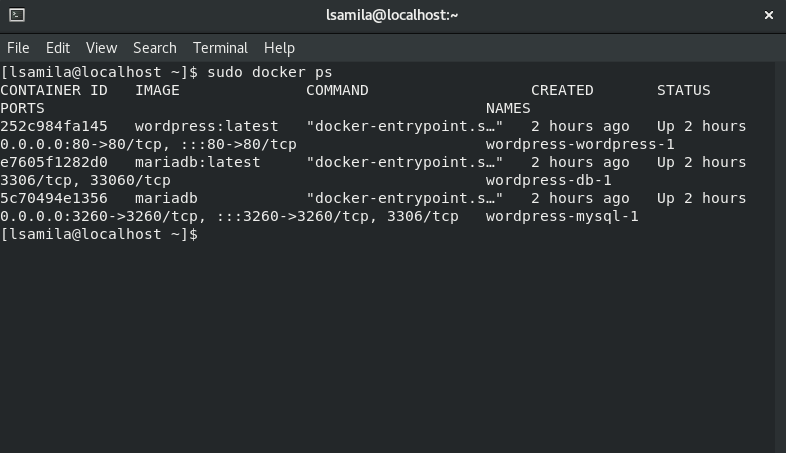 lsamila@localhost:~
File Edit View Search Terminal Help
[lsamila@localhost ~]$ sudo docker ps
CONTAINER ID   IMAGE              COMMAND                  CREATED       STATUS
PORTS                                                 NAMES
252c984fa145   wordpress:latest   "docker-entrypoint.s…"   2 hours ago   Up 2 hours
0.0.0.0:80->80/tcp, :::80->80/tcp                     wordpress-wordpress-1
e7605f1282d0   mariadb:latest     "docker-entrypoint.s…"   2 hours ago   Up 2 hours
3306/tcp, 33060/tcp                                   wordpress-db-1
5c70494e1356   mariadb            "docker-entrypoint.s…"   2 hours ago   Up 2 hours
0.0.0.0:3260->3260/tcp, :::3260->3260/tcp, 3306/tcp   wordpress-mysql-1
[lsamila@localhost ~]$